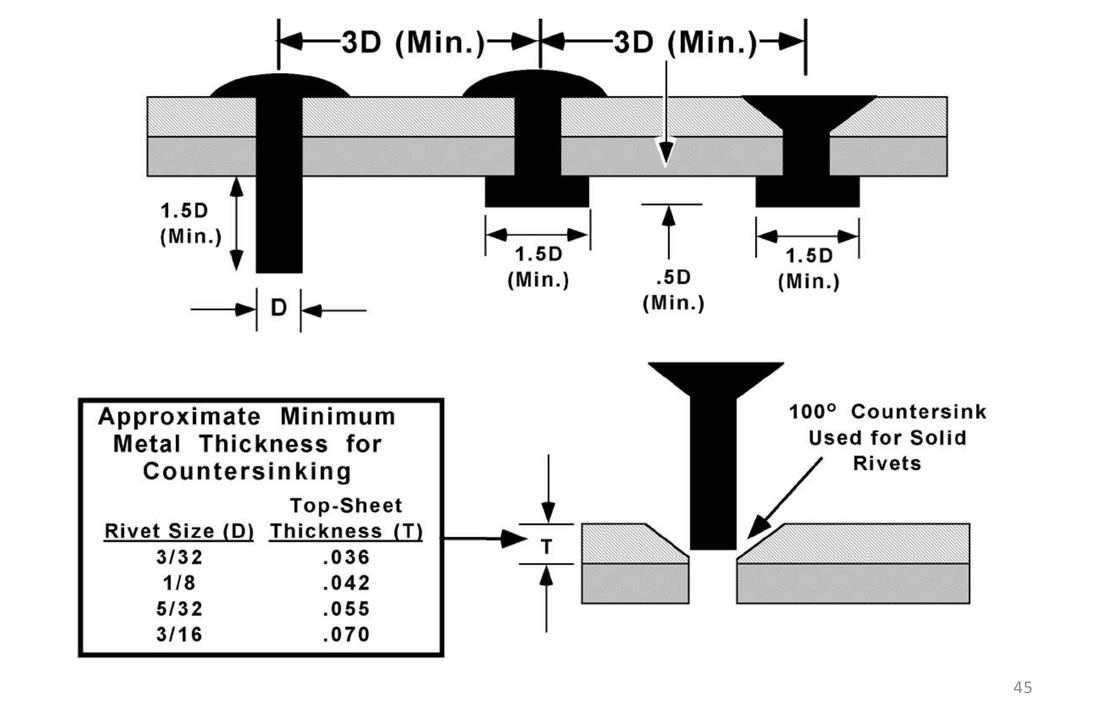 3D (Min.) 3D (Min.)
1.5D
(Min.)
D
1.5D
(Min.)
.5D
(Min.)
1.5D
(Min.)
Approximate Minimum
Metal Thickness for
Countersinking
Top-Sheet
Rivet Size (D) Thickness (T)
3/32 .036
1/8 .042
5/32 .055
3/16 .070
T
100° Countersink
Used for Solid
Rivets
45